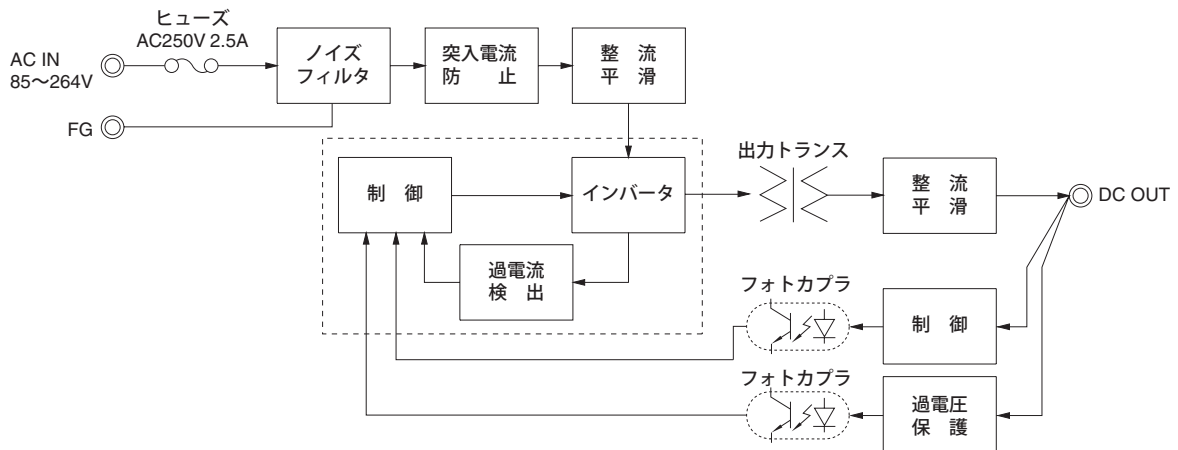 ヒューズ
AC250V 2.5A
AC IN
85～264V
FG
ノイズ
フィルタ
突入電流
防　止
整　流
平　滑
制　御
インバータ
過電流
検　出
出力トランス
整　流
平　滑
DC OUT
フォトカプラ
制　御
フォトカプラ
過電圧
保　護